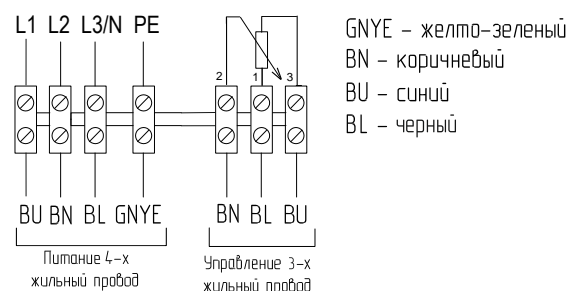 L1 L2 L3/N PE
2 1 3
BU BN BL GNYE
BN BL BU
Питание 4-х
жильный провод
Управление 3-х
жильный провод
GNYE – желто-зеленый
BN – коричневый
BU – синий
BL – черный